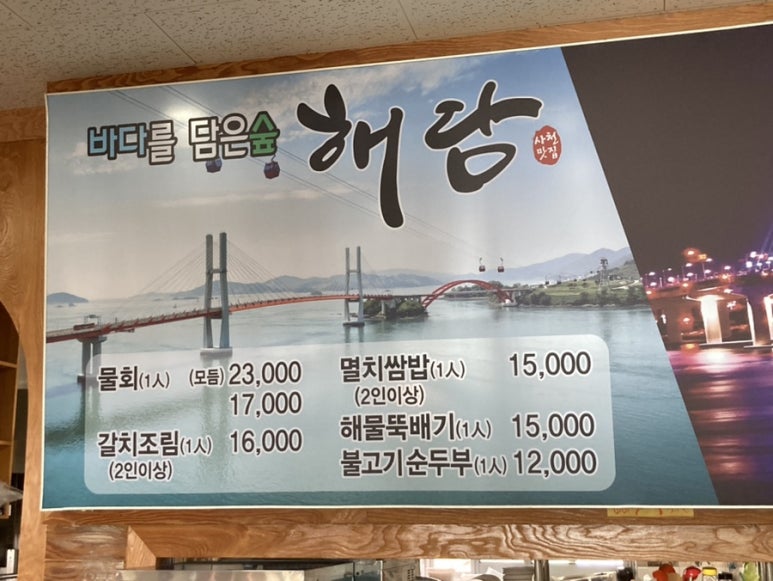 바다를 담은숲
해담
사천
맛집
물회(1人) (모듬) 23,000
17,000
갈치조림(1人) 16,000
(2인이상)
멸치쌈밥(1人) 15,000
(2인이상)
해물뚝배기(1人) 15,000
불고기순두부(1人) 12,000